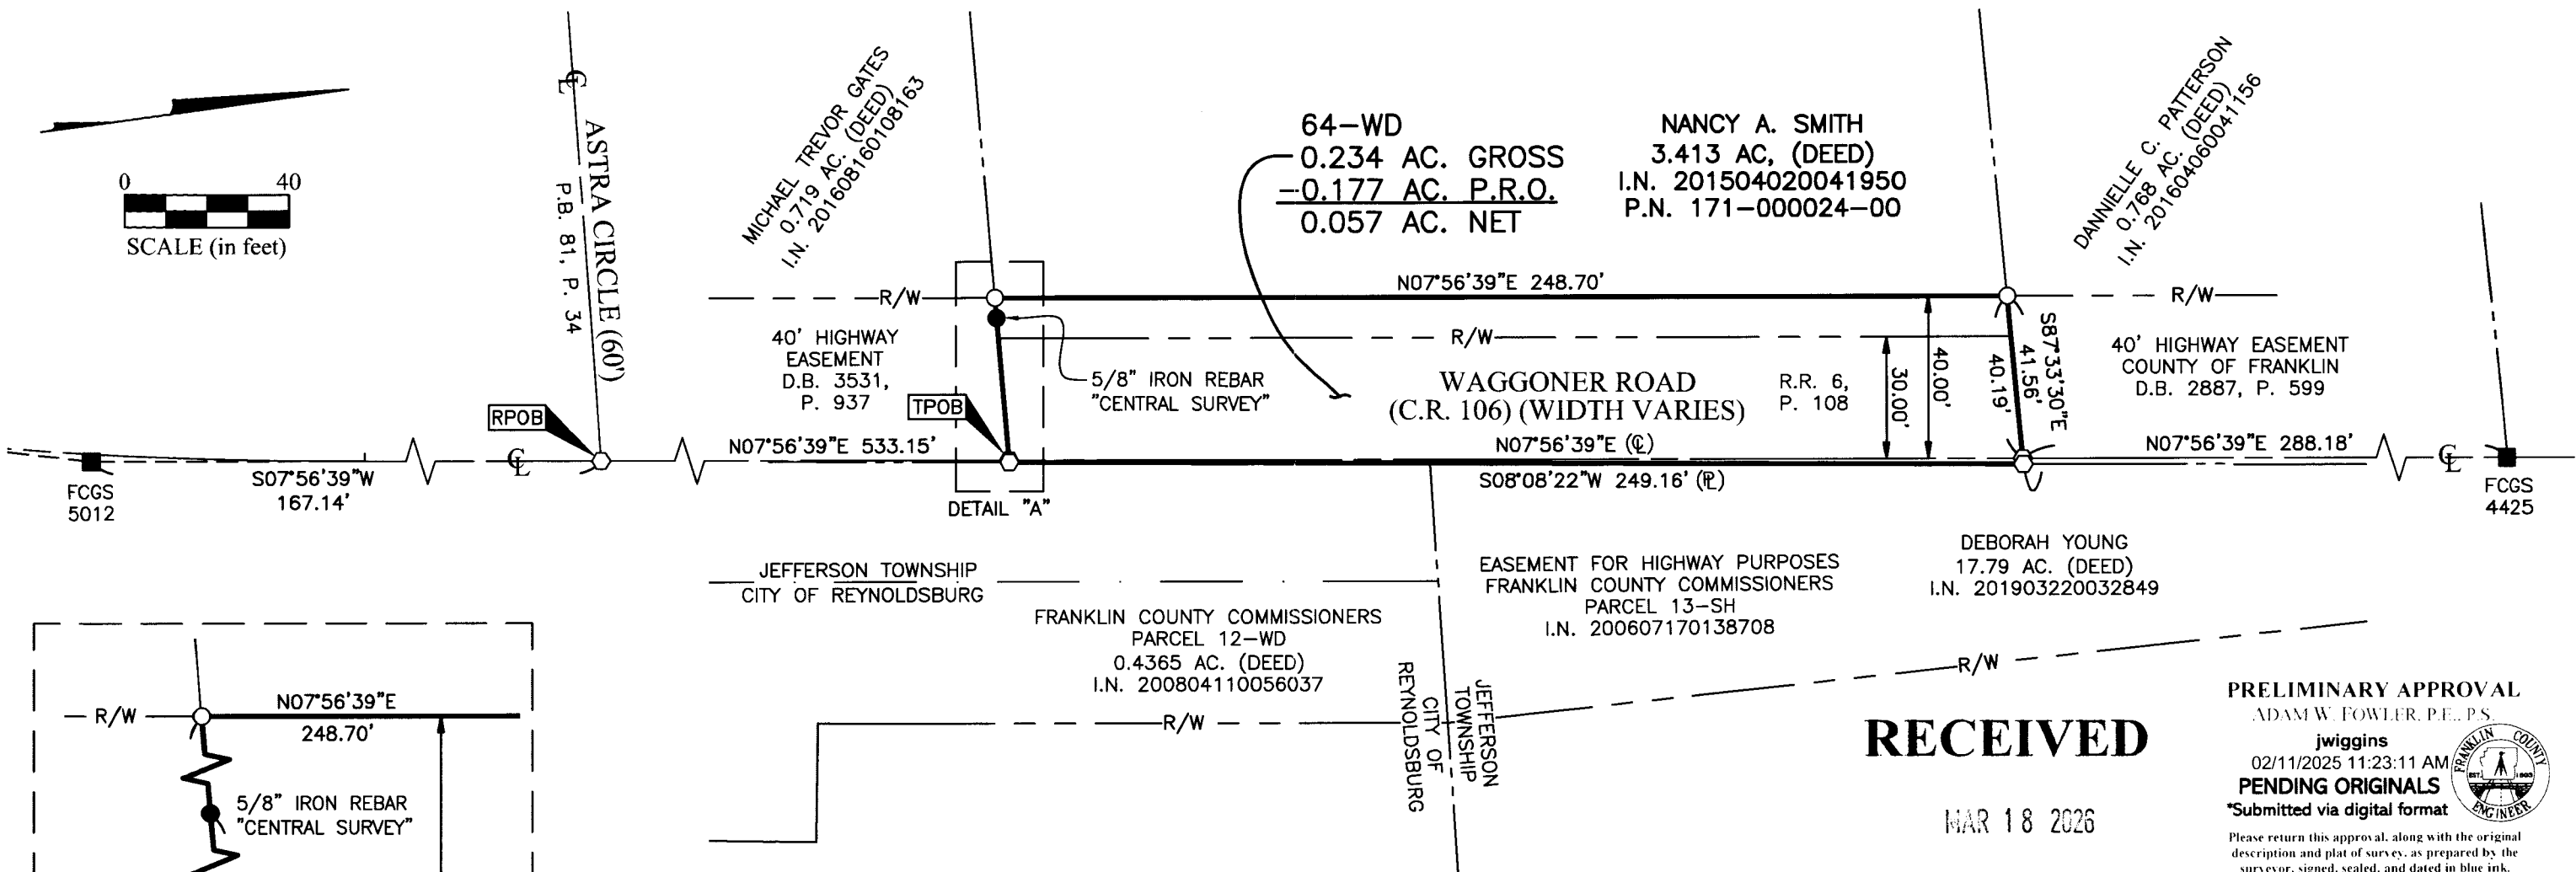 0 40
SCALE (in feet)
CL
ASTRA CIRCLE (60')
P.B. 81, P. 34
MICHAEL TREVOR GATES
0.719 AC. (DEED)
I.N. 201608160108163
64-WD
0.234 AC. GROSS
-0.177 AC. P.R.O.
0.057 AC. NET
NANCY A. SMITH
3.413 AC, (DEED)
I.N. 201504020041950
P.N. 171-000024-00
DANNIELLE C. PATTERSON
0.768 AC. (DEED)
I.N. 201604060041156
R/W
N07°56'39"E 248.70'
R/W
40' HIGHWAY
EASEMENT
D.B. 3531,
P. 937
R/W
5/8" IRON REBAR
"CENTRAL SURVEY"
WAGGONER ROAD
(C.R. 106) (WIDTH VARIES)
R.R. 6,
P. 108
30.00'
40.00'
S87°33'30"E
41.56'
40.19'
40' HIGHWAY EASEMENT
COUNTY OF FRANKLIN
D.B. 2887, P. 599
RPOB
TPOB
FCGS
5012
S07°56'39"W
167.14'
CL
N07°56'39"E 533.15'
N07°56'39"E (CL)
S08°08'22"W 249.16' (PL)
N07°56'39"E 288.18'
CL
FCGS
4425
DETAIL "A"
JEFFERSON TOWNSHIP
CITY OF REYNOLDSBURG
FRANKLIN COUNTY COMMISSIONERS
PARCEL 12-WD
0.4365 AC. (DEED)
I.N. 200804110056037
EASEMENT FOR HIGHWAY PURPOSES
FRANKLIN COUNTY COMMISSIONERS
PARCEL 13-SH
I.N. 200607170138708
DEBORAH YOUNG
17.79 AC. (DEED)
I.N. 201903220032849
R/W
R/W
JEFFERSON
TOWNSHIP
CITY OF
REYNOLDSBURG
R/W
N07°56'39"E
248.70'
5/8" IRON REBAR
"CENTRAL SURVEY"
RECEIVED
MAR 18 2026
PRELIMINARY APPROVAL
ADAM W. FOWLER, P.E., P.S.
jwiggins
02/11/2025 11:23:11 AM
PENDING ORIGINALS
*Submitted via digital format
FRANKLIN COUNTY
EST. 1803
ENGINEER
Please return this approval, along with the original
description and plat of survey, as prepared by the
surveyor, signed, sealed, and dated in blue ink.